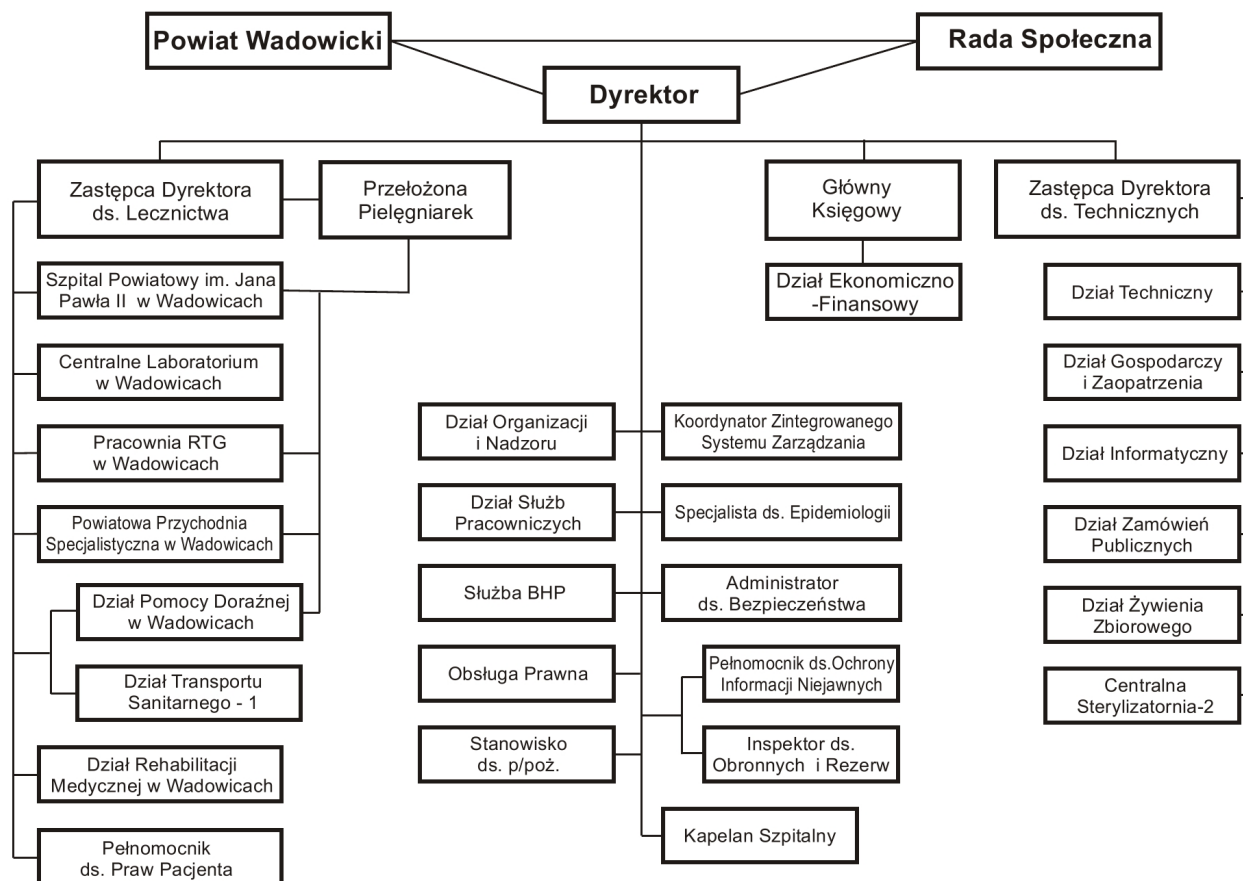 Powiat Wadowicki
Rada Społeczna
Dyrektor
Zastępca Dyrektora
ds. Lecznictwa
Przełożona
Pielęgniarek
Główny
Księgowy
Zastępca Dyrektora
ds. Technicznych
Szpital Powiatowy im. Jana
Pawła II w Wadowicach
Centralne Laboratorium
w Wadowicach
Pracownia RTG
w Wadowicach
Powiatowa Przychodnia
Specjalistyczna w Wadowicach
Dział Pomocy Doraźnej
w Wadowicach
Dział Transportu
Sanitarnego - 1
Dział Rehabilitacji
Medycznej w Wadowicach
Pełnomocnik
ds. Praw Pacjenta
Dział Organizacji
i Nadzoru
Dział Służb
Pracowniczych
Służba BHP
Obsługa Prawna
Stanowisko
ds. p/poż.
Koordynator Zintegrowanego
Systemu Zarządzania
Specjalista ds. Epidemiologii
Administrator
ds. Bezpieczeństwa
Pełnomocnik ds.Ochrony
Informacji Niejawnych
Inspektor ds.
Obronnych i Rezerw
Kapelan Szpitalny
Dział Ekonomiczno
-Finansowy
Dział Techniczny
Dział Gospodarczy
i Zaopatrzenia
Dział Informatyczny
Dział Zamówień
Publicznych
Dział Żywienia
Zbiorowego
Centralna
Sterylizatornia-2